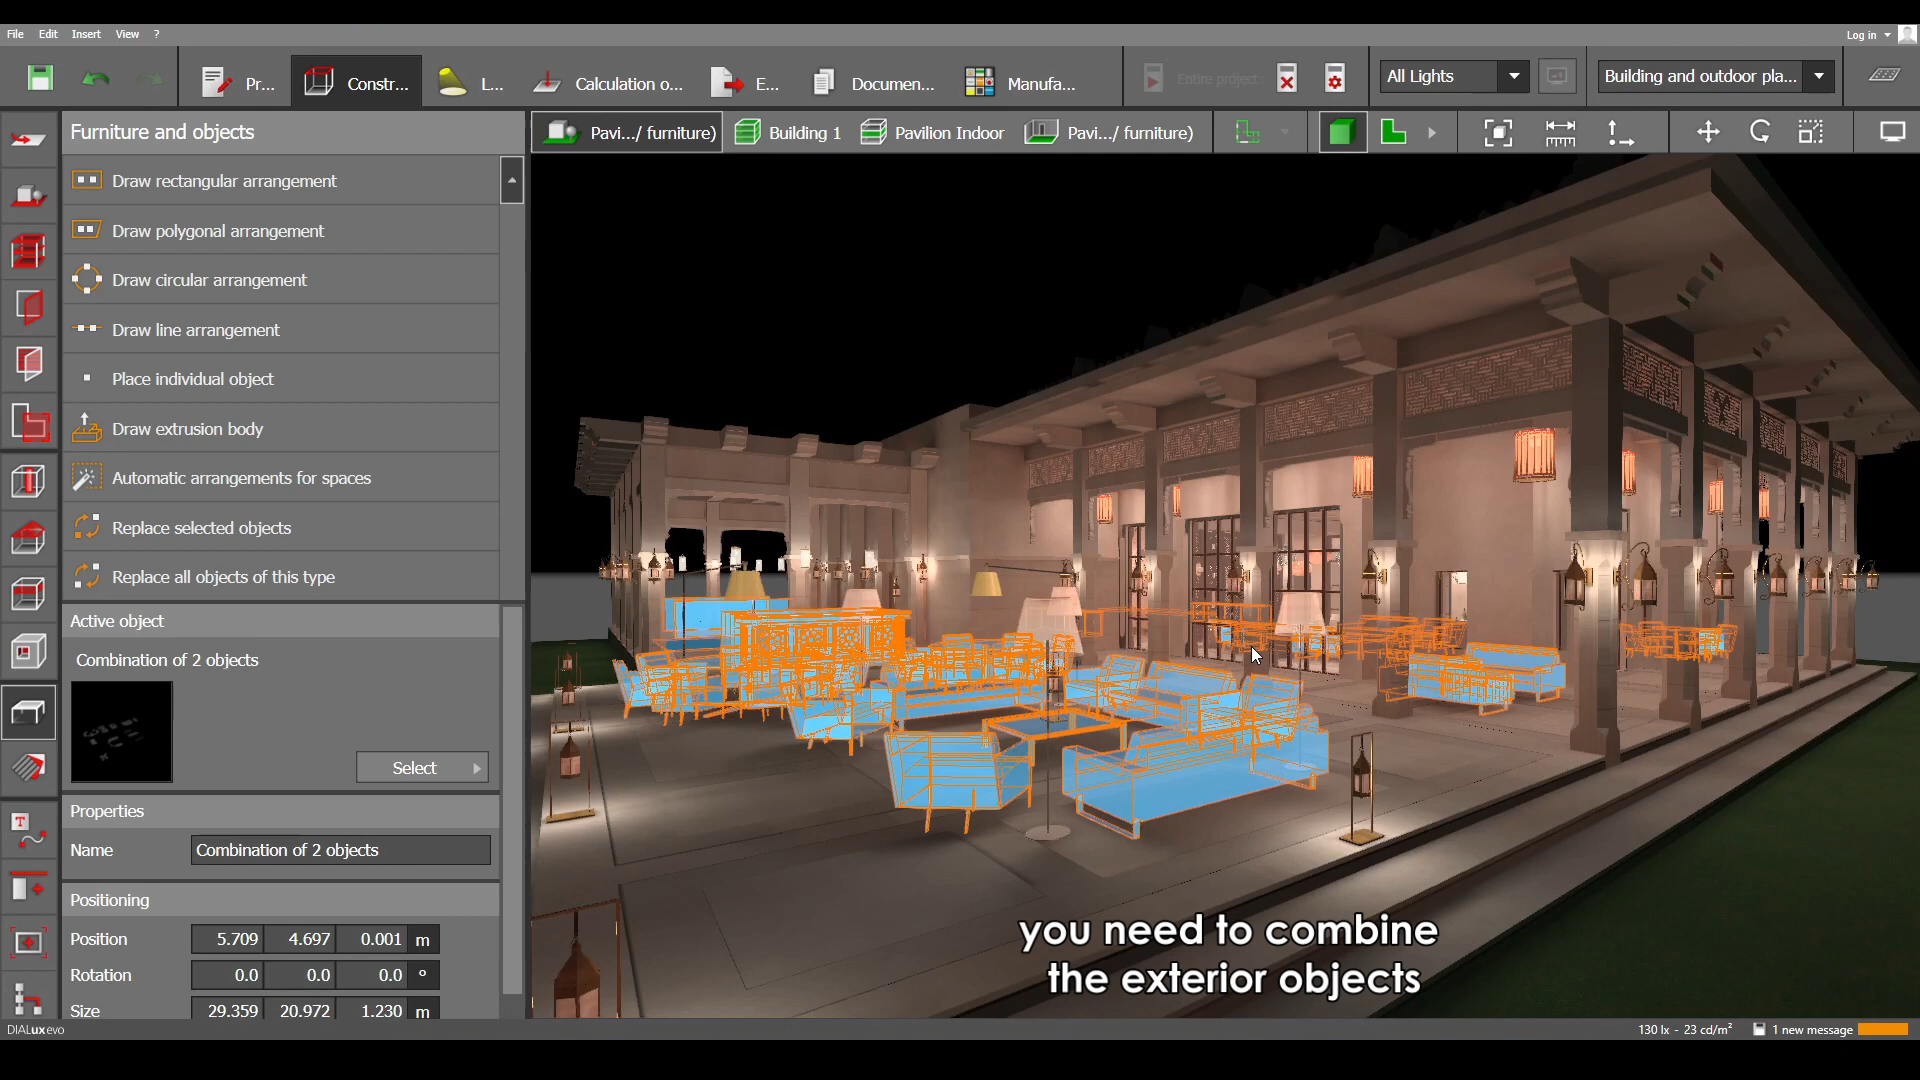 File Edit Insert View ?
Log in
Pr...
Constr...
L...
Calculation o...
E...
Documen...
Manufa...
Entire project
All Lights
Building and outdoor pla...
Furniture and objects
Pavi.../ furniture)
Building 1
Pavilion Indoor
Pavi.../ furniture)
Draw rectangular arrangement
Draw polygonal arrangement
Draw circular arrangement
Draw line arrangement
Place individual object
Draw extrusion body
Automatic arrangements for spaces
Replace selected objects
Replace all objects of this type
Active object
Combination of 2 objects
Select
Properties
Name Combination of 2 objects
Positioning
Position 5.709 4.697 0.001 m
Rotation 0.0 0.0 0.0 °
Size 29.359 20.972 1.230 m
you need to combine
the exterior objects
DIALux evo
130 lx - 23 cd/m²
1 new message